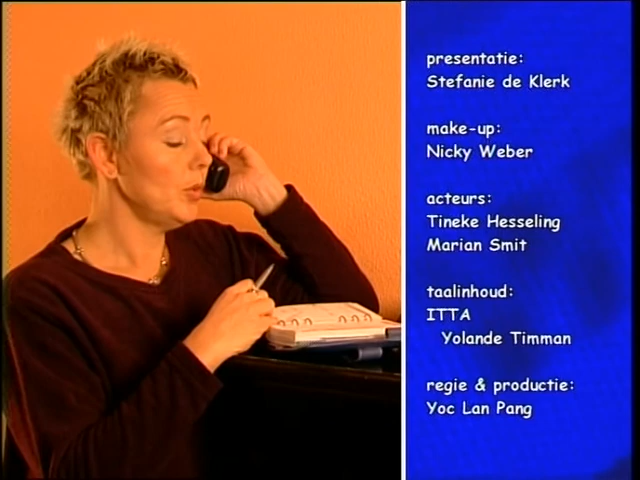 presentatie:
Stefanie de Klerk
make-up:
Nicky Weber
acteurs:
Tineke Hesseling
Marian Smit
taalinhoud:
ITTA
Yolande Timman
regie & productie:
Yoc Lan Pang